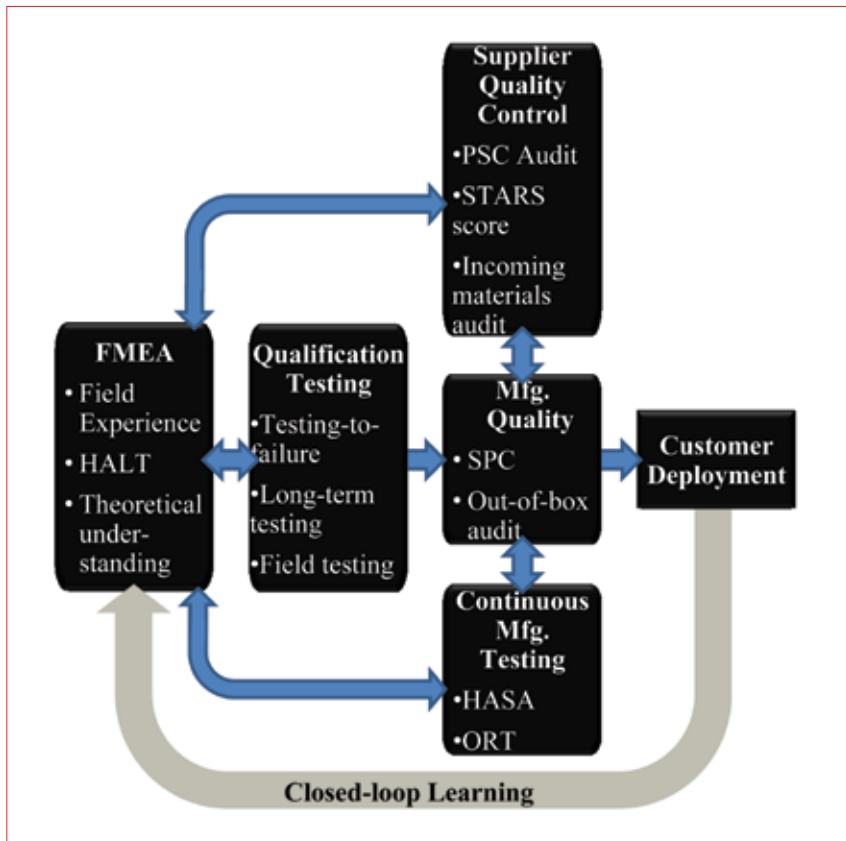 Supplier
Quality
Control
•PSC Audit
•STARS
score
•Incoming
materials
audit
FMEA
• Field
Experience
• HALT
• Theoretical
under-
standing
Qualification
Testing
•Testing-to-
failure
•Long-term
testing
•Field testing
Mfg.
Quality
• SPC
• Out-of-box
audit
Customer
Deployment
Continuous
Mfg.
Testing
•HASA
•ORT
Closed-loop Learning